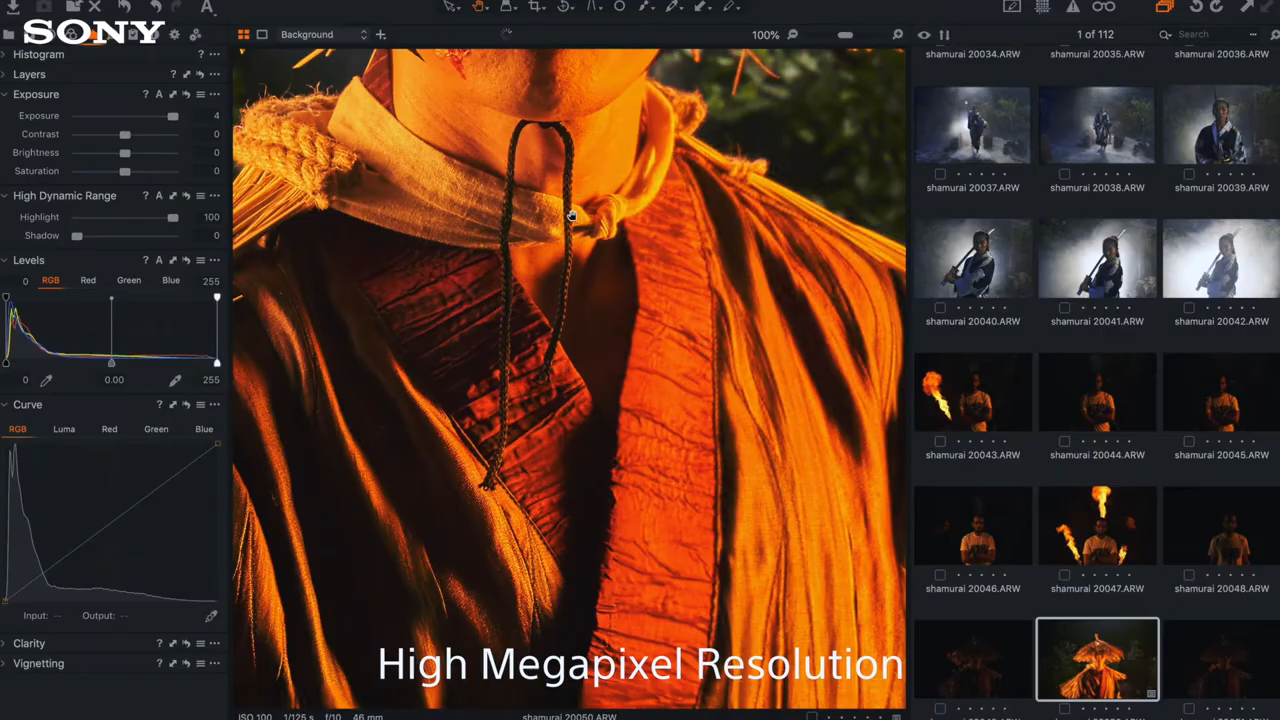 SONY
Background
100%
1 of 112
Search
Histogram
Layers
Exposure
Exposure 4
Contrast 0
Brightness 0
Saturation 0
High Dynamic Range
Highlight 100
Shadow 0
Levels
0 RGB Red Green Blue 255
0 0.00 255
Curve
RGB Luma Red Green Blue
Input: -- Output: --
Clarity
Vignetting
High Megapixel Resolution
ISO 100 1/125 s f/10 46 mm
shamurai 20050.ARW
shamurai 20034.ARW shamurai 20035.ARW shamurai 20036.ARW
shamurai 20037.ARW shamurai 20038.ARW shamurai 20039.ARW
shamurai 20040.ARW shamurai 20041.ARW shamurai 20042.ARW
shamurai 20043.ARW shamurai 20044.ARW shamurai 20045.ARW
shamurai 20046.ARW shamurai 20047.ARW shamurai 20048.ARW